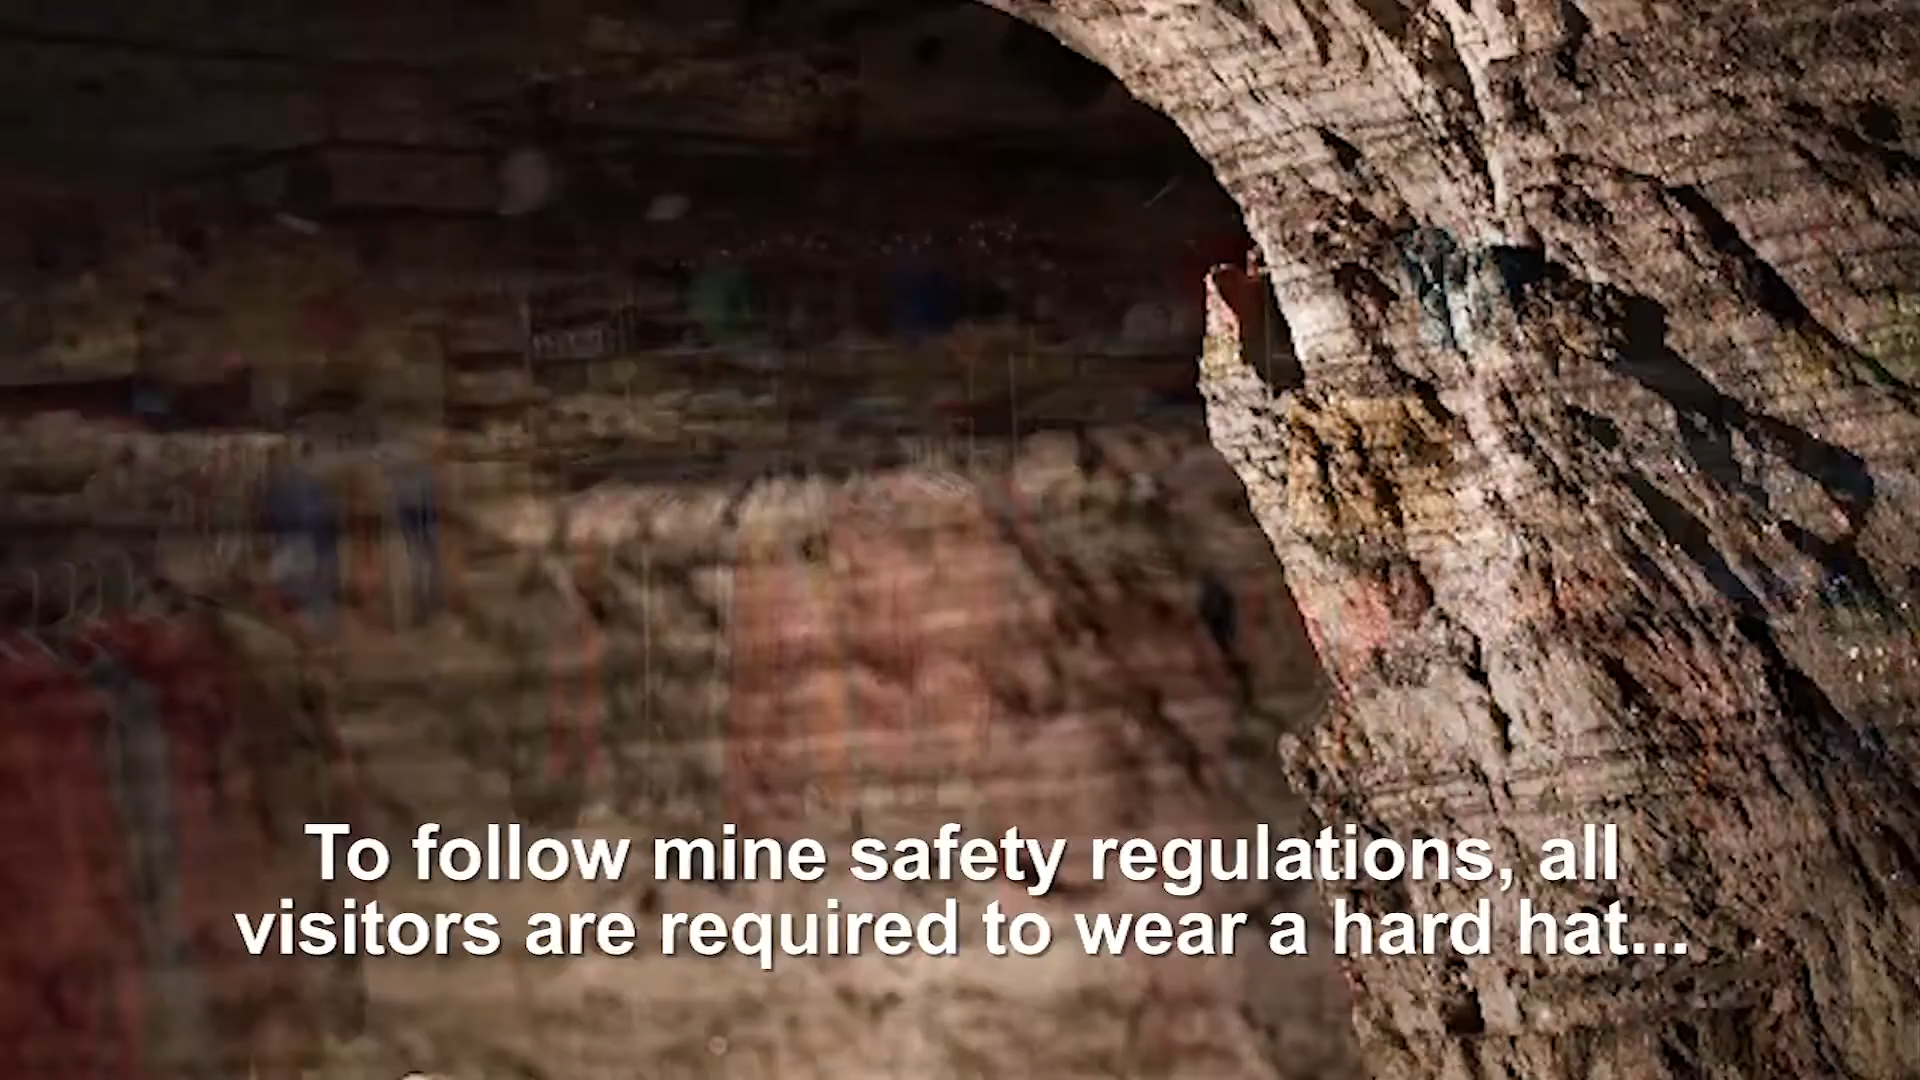 To follow mine safety regulations, all
visitors are required to wear a hard hat...